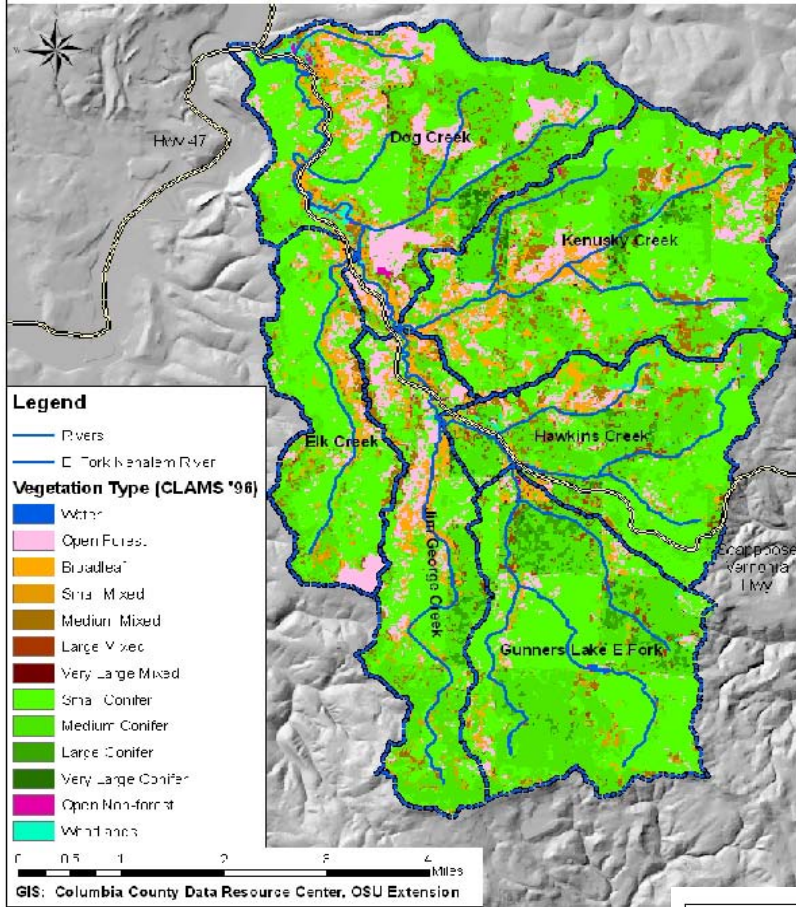 Hwy 47
Dog Creek
Kenusky Creek
Elk Creek
Hawkins Creek
Jim George Creek
Scappoose
Vernonia
Hwy
Gunners Lake E Fork
Legend
Rivers
E Fork Nehalem River
Vegetation Type (CLAMS '96)
Water
Open Forest
Broadleaf
Small Mixed
Medium Mixed
Large Mixed
Very Large Mixed
Small Conifer
Medium Conifer
Large Conifer
Very Large Conifer
Open Non-forest
Wetlands
0 0.5 1 2 3 4
Miles
GIS: Columbia County Data Resource Center, OSU Extension